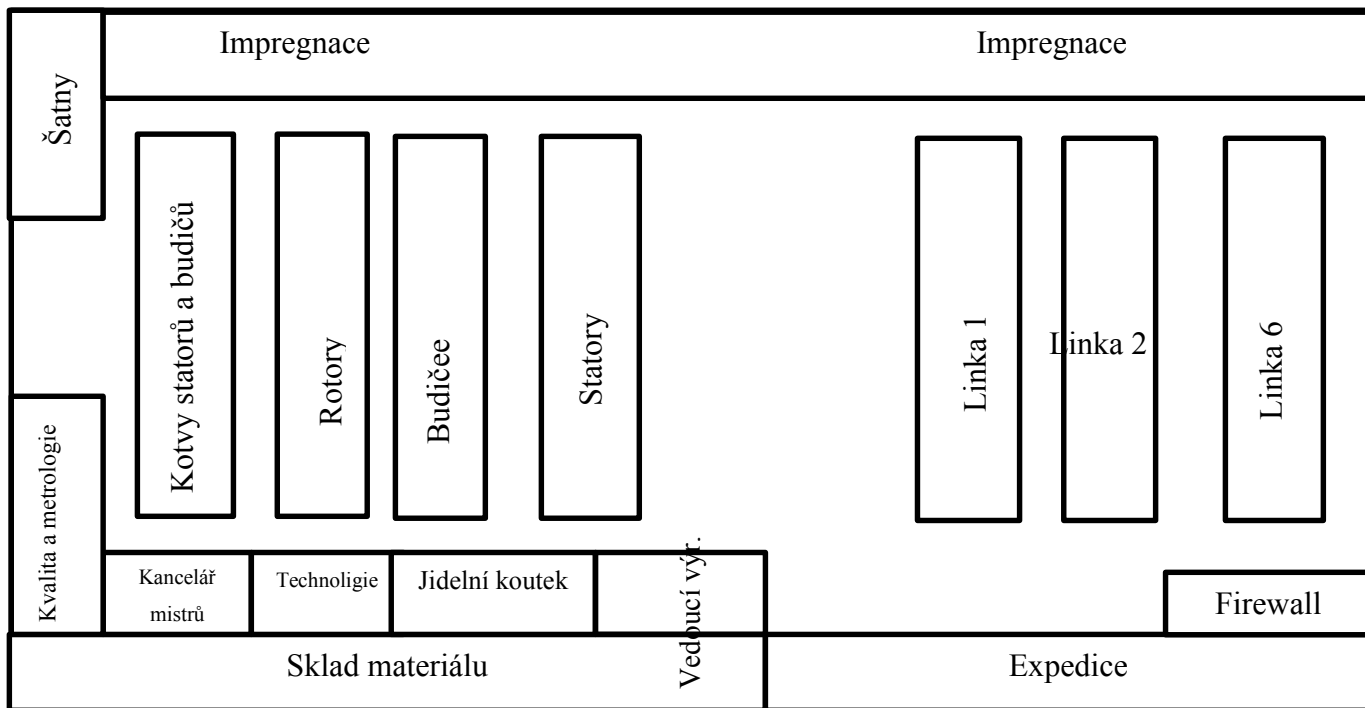 Impregnace
Impregnace
Šatny
Kotvy statorů a budičů
Rotory
Budičee
Statory
Linka 1
Linka 2
Linka 6
Kvalita a metrologie
Kancelář
mistrů
Technoligie
Jidelní koutek
Vedoucí výr.
Firewall
Sklad materiálu
Expedice